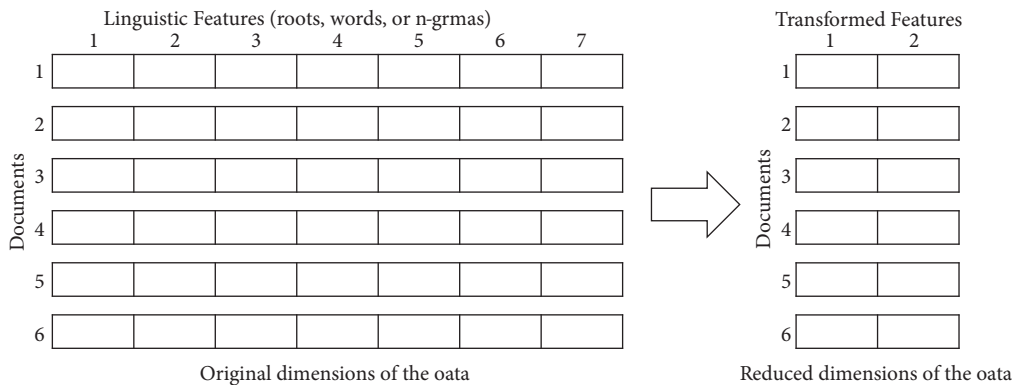 Linguistic Features (roots, words, or n-grmas)
1 2 3 4 5 6 7
Documents
1
2
3
4
5
6
Original dimensions of the oata
Transformed Features
1 2
Documents
1
2
3
4
5
6
Reduced dimensions of the oata